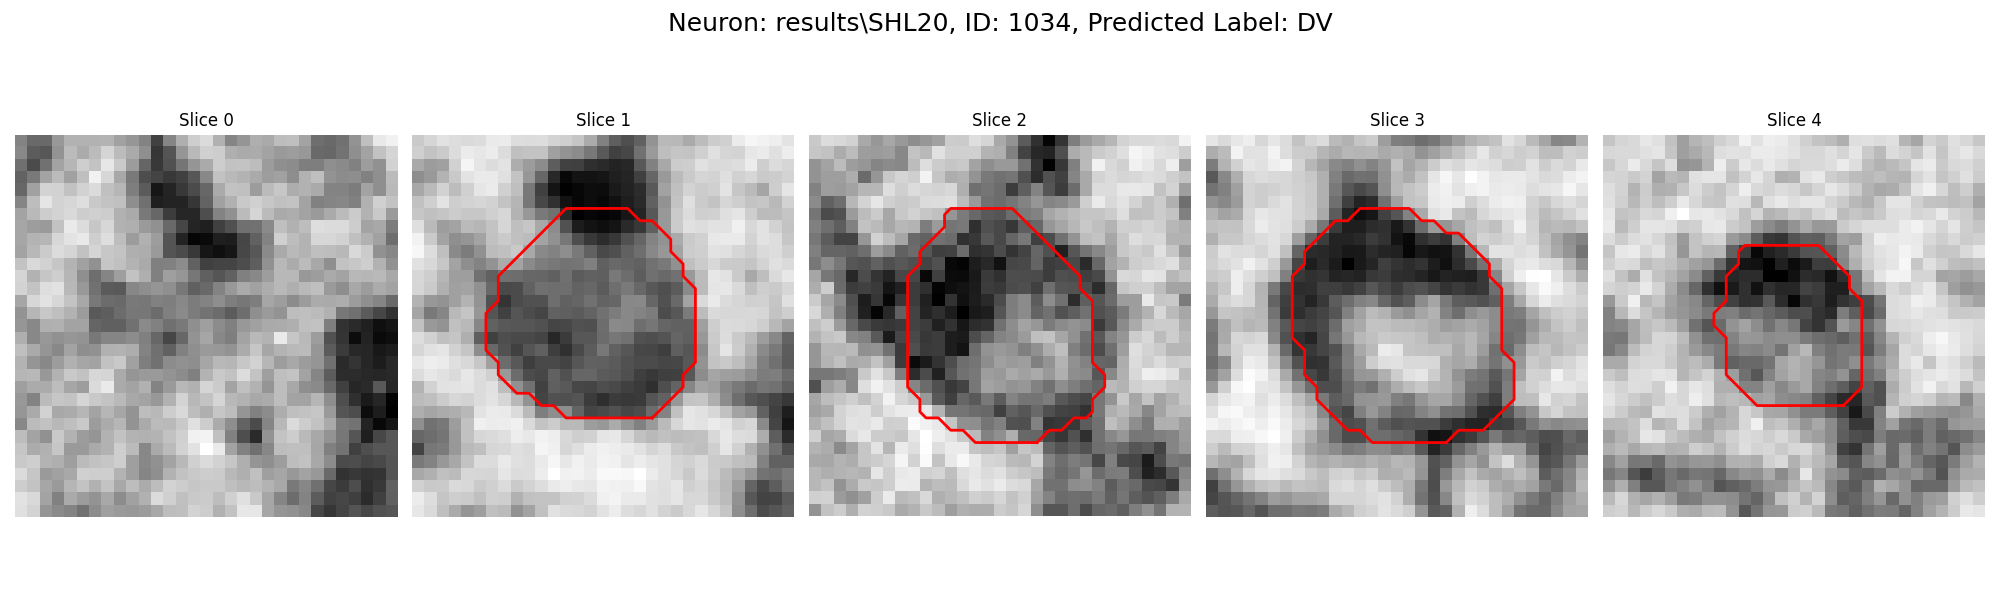 Neuron: results\SHL20, ID: 1034, Predicted Label: DV
Slice 0
Slice 1
Slice 2
Slice 3
Slice 4